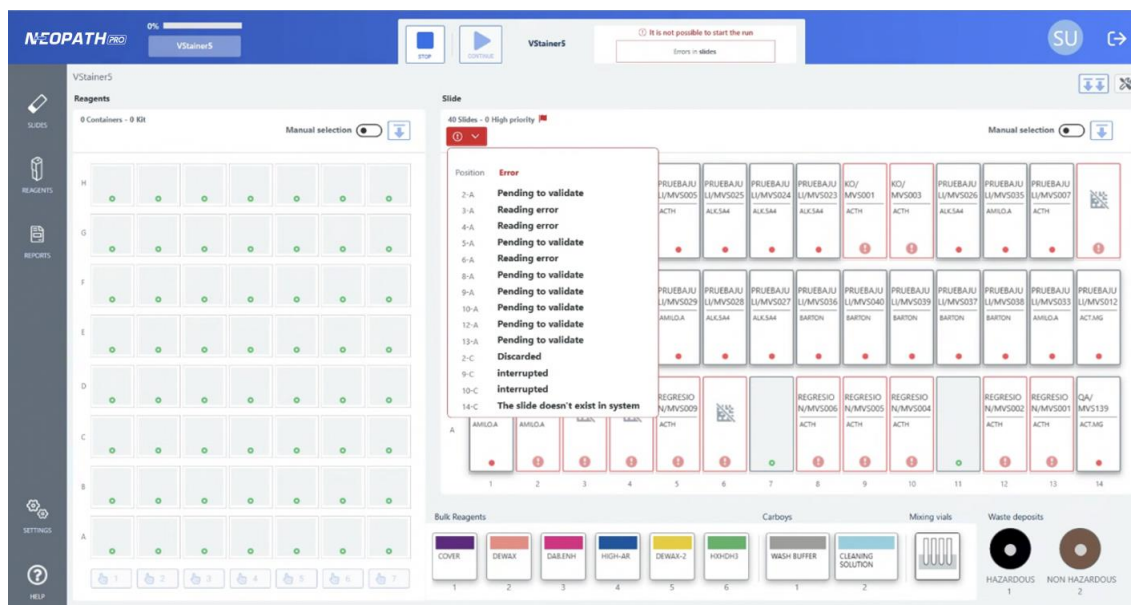 NEOPATH PRO
0%
VStainer5
STOP
CONTINUE
VStainer5
It is not possible to start the run
Errors in slides
SU
VStainer5
SLIDES
REAGENTS
REPORTS
SETTINGS
HELP
Reagents
0 Containers - 0 Kit
Manual selection
H
G
F
E
D
C
B
A
1 2 3 4 5 6 7
Slide
40 Slides - 0 High priority
Manual selection
Position Error
2-A Pending to validate
3-A Reading error
4-A Reading error
5-A Pending to validate
6-A Reading error
8-A Pending to validate
9-A Pending to validate
10-A Pending to validate
12-A Pending to validate
13-A Pending to validate
2-C Discarded
9-C interrupted
10-C interrupted
14-C The slide doesn't exist in system
PRUEBAJU PRUEBAJU PRUEBAJU PRUEBAJU KO/ KO/ PRUEBAJU PRUEBAJU PRUEBAJU
LI/MVS005 LI/MVS025 LI/MVS024 LI/MVS023 MVS001 MVS003 LI/MVS026 LI/MVS035 LI/MVS007
ACTH ALK.5A4 ALK.5A4 ALK.5A4 ACTH ACTH ALK.5A4 AMILO.A ACTH
PRUEBAJU PRUEBAJU PRUEBAJU PRUEBAJU PRUEBAJU PRUEBAJU PRUEBAJU PRUEBAJU PRUEBAJU PRUEBAJU
LI/MVS029 LI/MVS028 LI/MVS027 LI/MVS036 LI/MVS040 LI/MVS039 LI/MVS037 LI/MVS038 LI/MVS033 LI/MVS012
AMILO.A ALK.5A4 ALK.5A4 BARTON BARTON BARTON BARTON BARTON AMILO.A ACT.MG
REGRESIO REGRESIO REGRESIO REGRESIO REGRESIO REGRESIO QA/
N/MVS009 N/MVS006 N/MVS005 N/MVS004 N/MVS002 N/MVS001 MVS139
A AMILO.A AMILO.A ACTH ACTH ACTH ACTH ACTH ACTH ACT.MG
1 2 3 4 5 6 7 8 9 10 11 12 13 14
Bulk Reagents
COVER DEWAX DAB.ENH HIGH-AR DEWAX-2 HXHDH3
1 2 3 4 5 6
Carboys
WASH BUFFER CLEANING
SOLUTION
1 2
Mixing vials
Waste deposits
HAZARDOUS NON HAZARDOUS
1 2